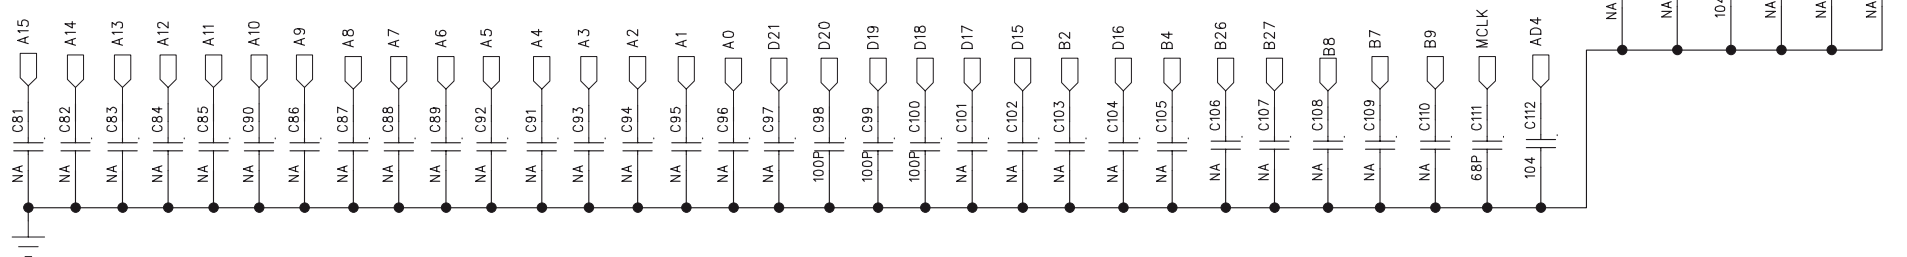 A15 A14 A13 A12 A11 A10 A9 A8 A7 A6 A5 A4 A3 A2 A1 A0 D21 D20 D19 D18 D17 D15 B2 D16 B4 B26 B27 B8 B7 B9 MCLK AD4
NA NA 104 NA NA NA
C81 C82 C83 C84 C85 C90 C86 C87 C88 C89 C92 C91 C93 C94 C95 C96 C97 C98 C99 C100 C101 C102 C103 C104 C105 C106 C107 C108 C109 C110 C111 C112
NA NA NA NA NA NA NA NA NA NA NA NA NA NA NA NA NA 100P 100P 100P NA NA NA NA NA NA NA NA NA NA 68P 104